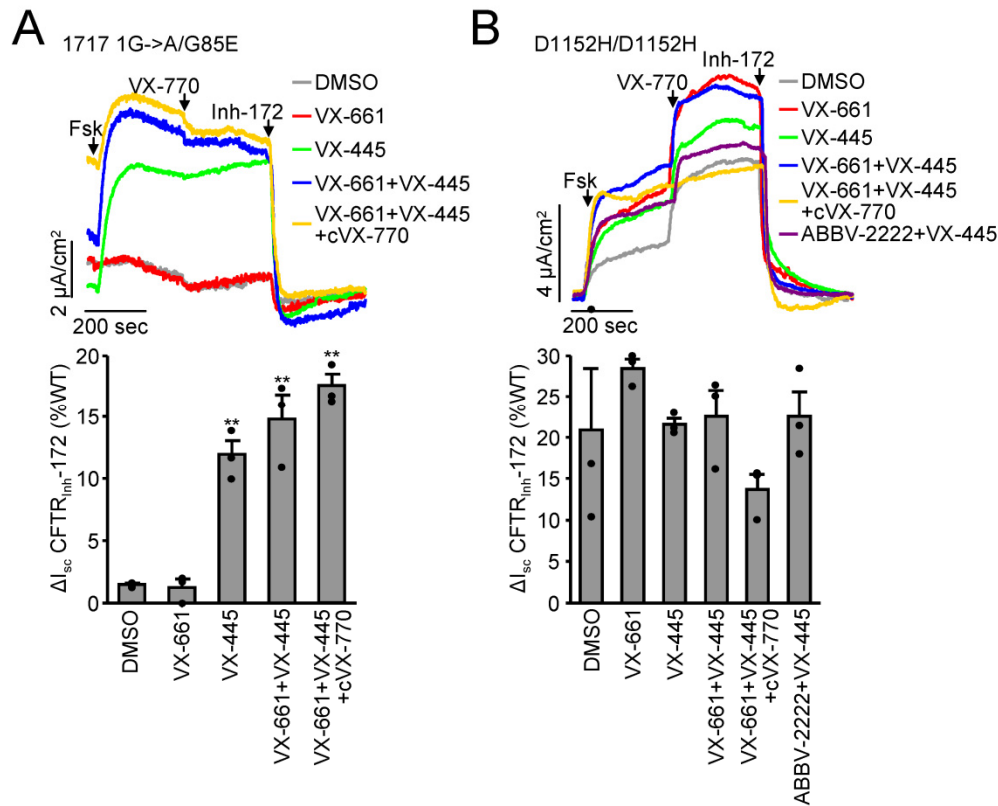 A
1717 1G->A/G85E
VX-770
Fsk
Inh-172
DMSO
VX-661
VX-445
VX-661+VX-445
VX-661+VX-445
+cVX-770
2 µA/cm²
200 sec
ΔIsc CFTRInh-172 (%WT)
20
15
10
5
0
**
**
**
DMSO
VX-661
VX-445
VX-661+VX-445
VX-661+VX-445
+cVX-770
B
D1152H/D1152H
Inh-172
VX-770
Fsk
DMSO
VX-661
VX-445
VX-661+VX-445
VX-661+VX-445
+cVX-770
ABBV-2222+VX-445
4 µA/cm²
200 sec
ΔIsc CFTRInh-172 (%WT)
30
25
20
15
10
5
0
DMSO
VX-661
VX-445
VX-661+VX-445
VX-661+VX-445
+cVX-770
ABBV-2222+VX-445